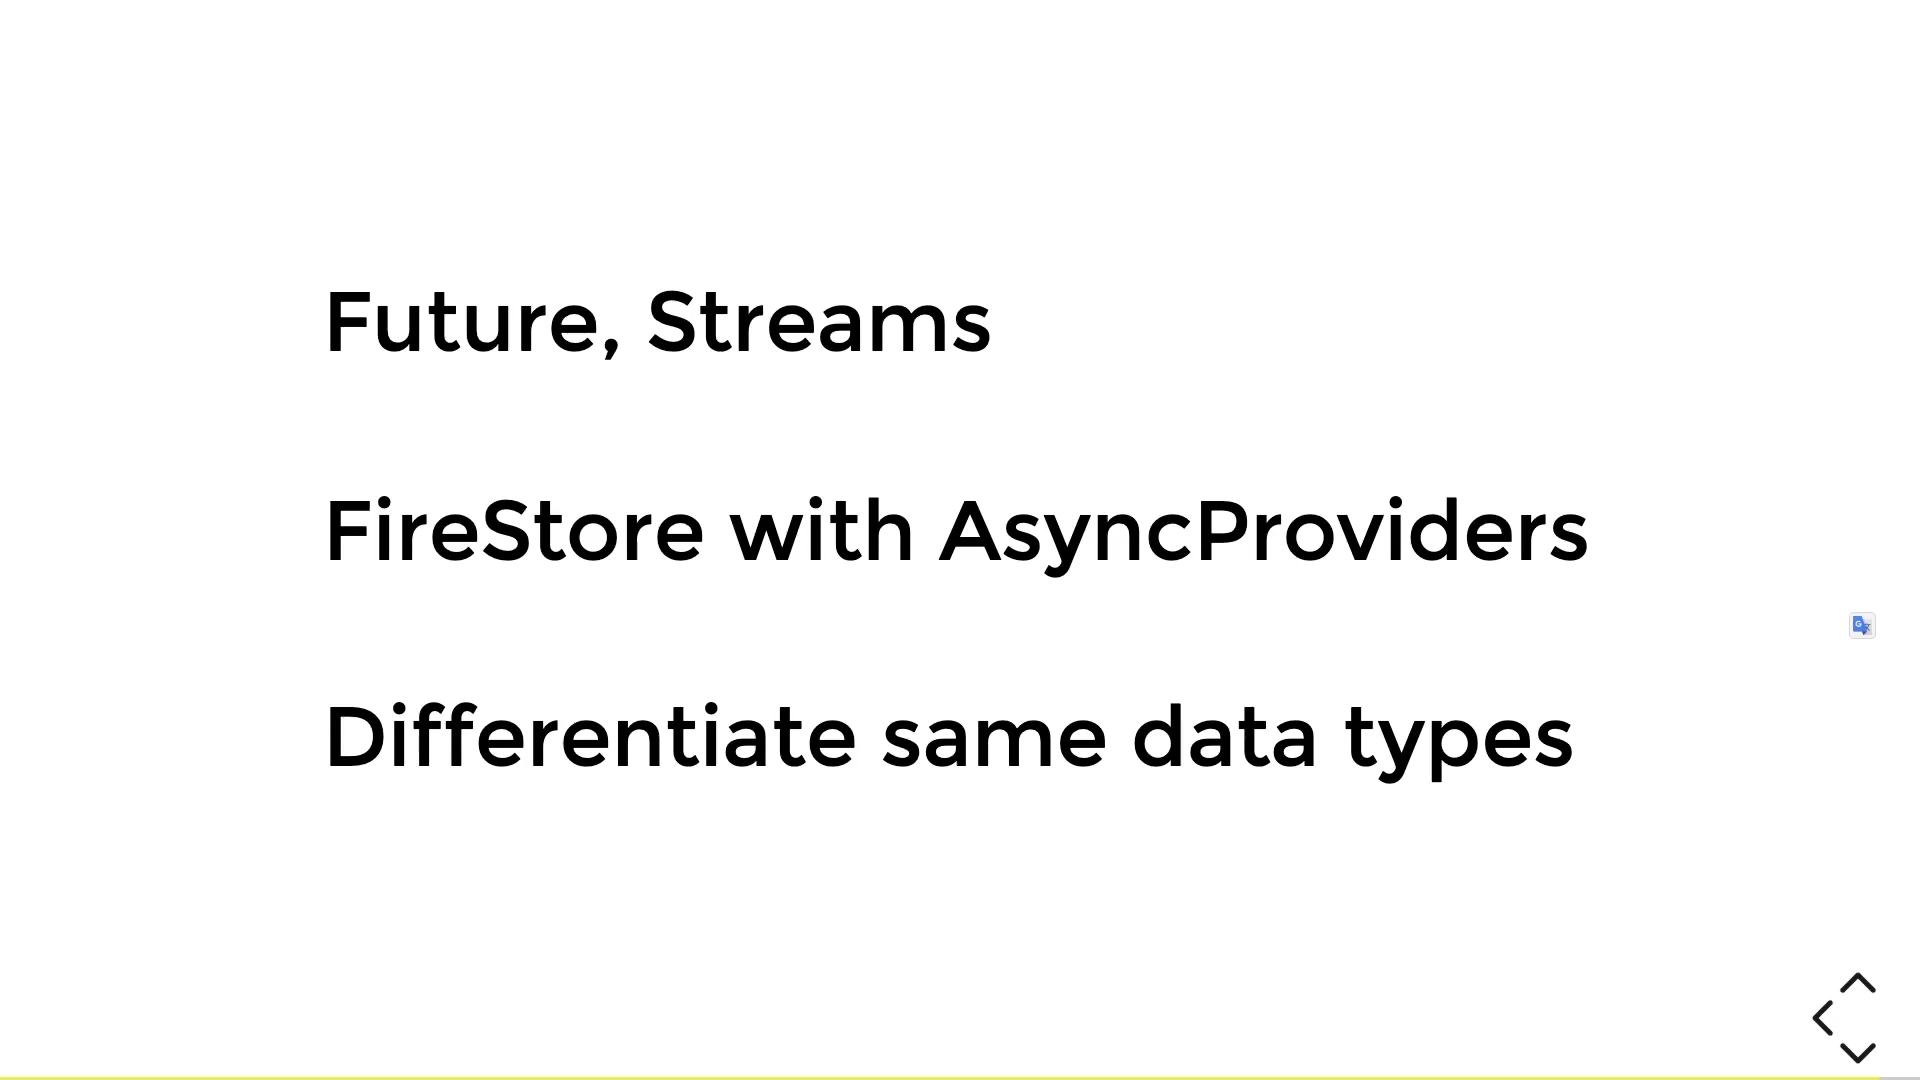 Future, Streams
FireStore with AsyncProviders
Differentiate same data types